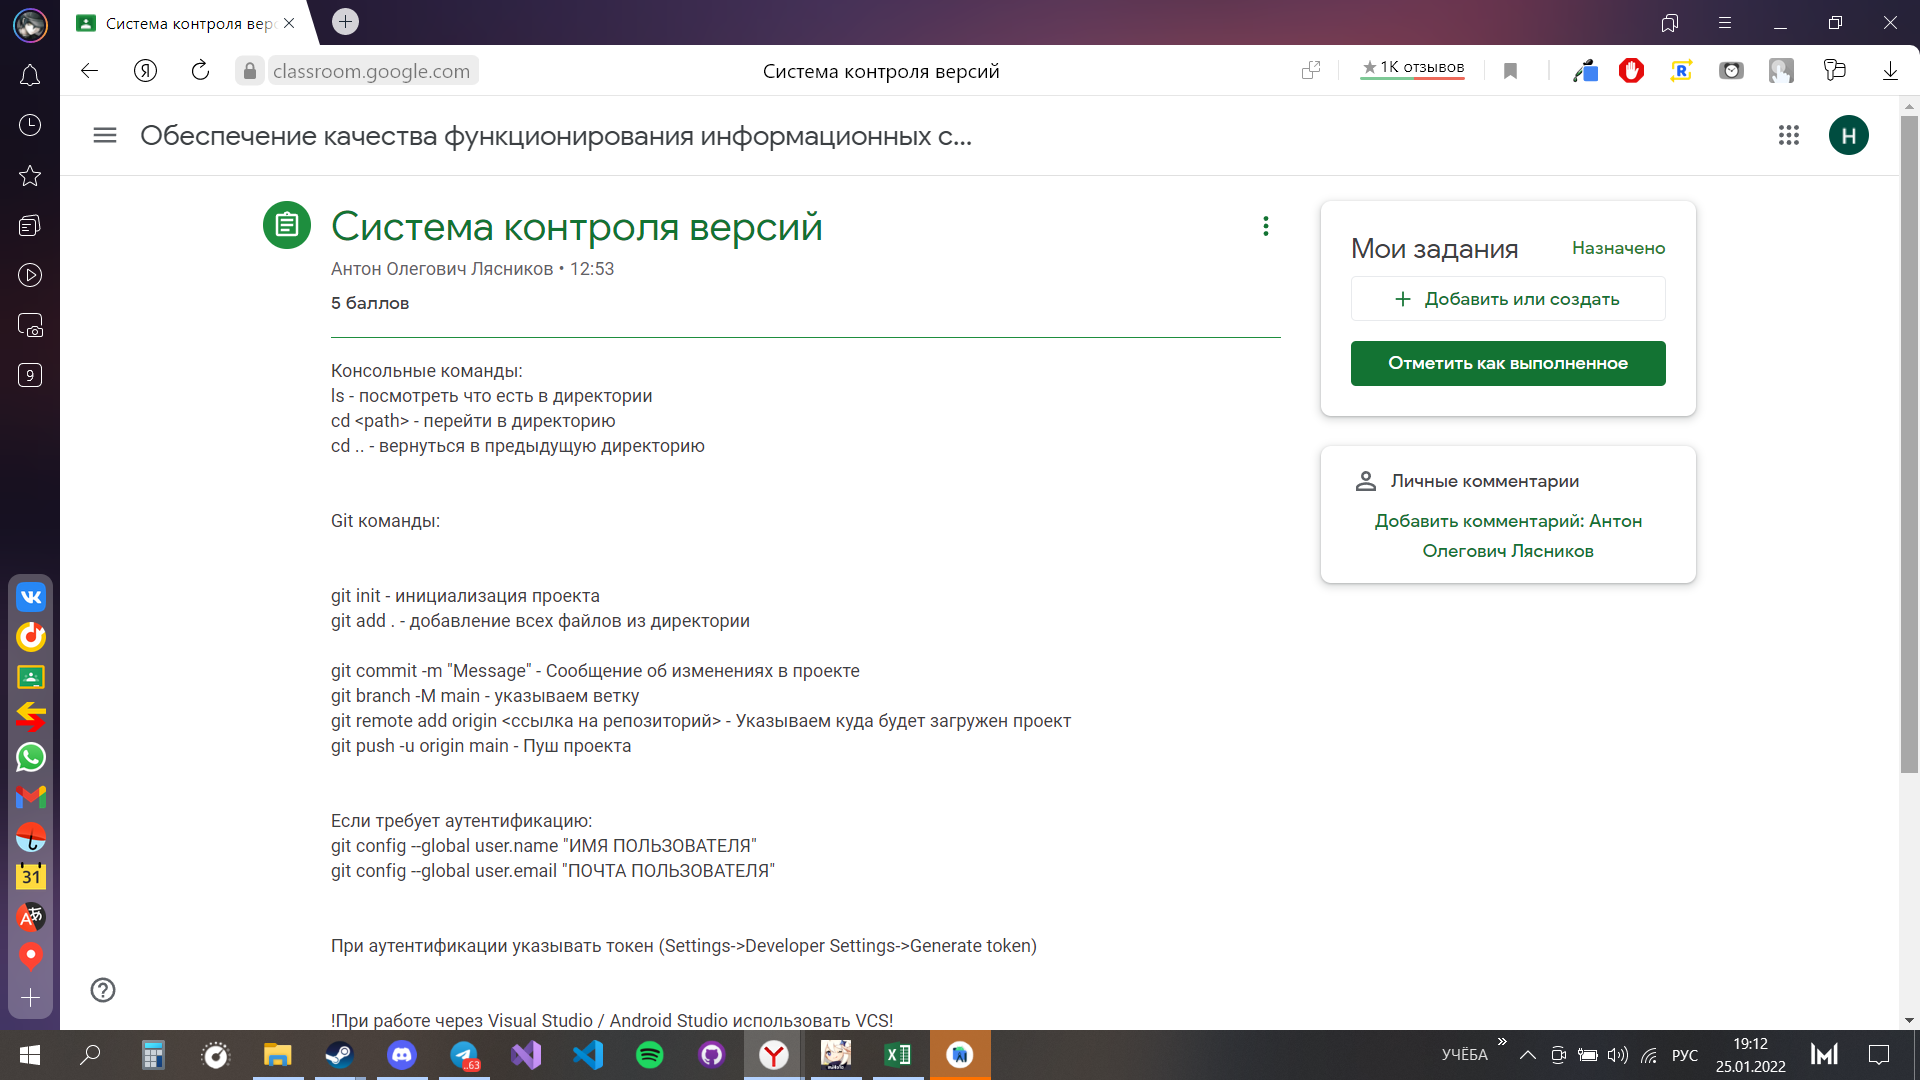 Система контроля верс
classroom.google.com
Система контроля версий
★ 1К отзывов
Обеспечение качества функционирования информационных с...
Н
Система контроля версий
Антон Олегович Лясников • 12:53
5 баллов
Консольные команды:
ls - посмотреть что есть в директории
cd <path> - перейти в директорию
cd .. - вернуться в предыдущую директорию
Git команды:
git init - инициализация проекта
git add . - добавление всех файлов из директории
git commit -m "Message" - Сообщение об изменениях в проекте
git branch -M main - указываем ветку
git remote add origin <ссылка на репозиторий> - Указываем куда будет загружен проект
git push -u origin main - Пуш проекта
Если требует аутентификацию:
git config --global user.name "ИМЯ ПОЛЬЗОВАТЕЛЯ"
git config --global user.email "ПОЧТА ПОЛЬЗОВАТЕЛЯ"
При аутентификации указывать токен (Settings->Developer Settings->Generate token)
!При работе через Visual Studio / Android Studio использовать VCS!
Мои задания
Назначено
+ Добавить или создать
Отметить как выполненное
Личные комментарии
Добавить комментарий: Антон
Олегович Лясников
9
31
..63
УЧЁБА
РУС
19:12
25.01.2022